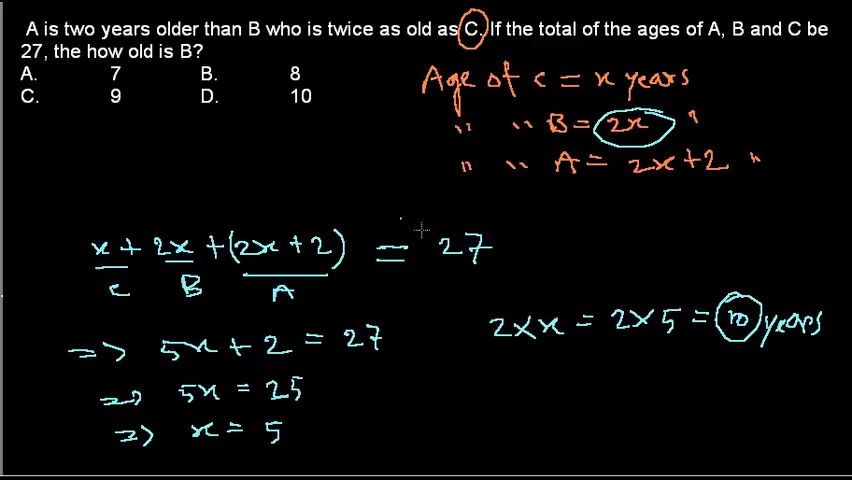 A is two years older than B who is twice as old as C. If the total of the ages of A, B and C be
27, the how old is B?
A. 7 B. 8
C. 9 D. 10
Age of C = x years
" " B = 2x "
" " A = 2x+2 "
x + 2x + (2x + 2) = 27
C B A
=> 5x + 2 = 27
=> 5x = 25
=> x = 5
2 × x = 2 × 5 = 10 years